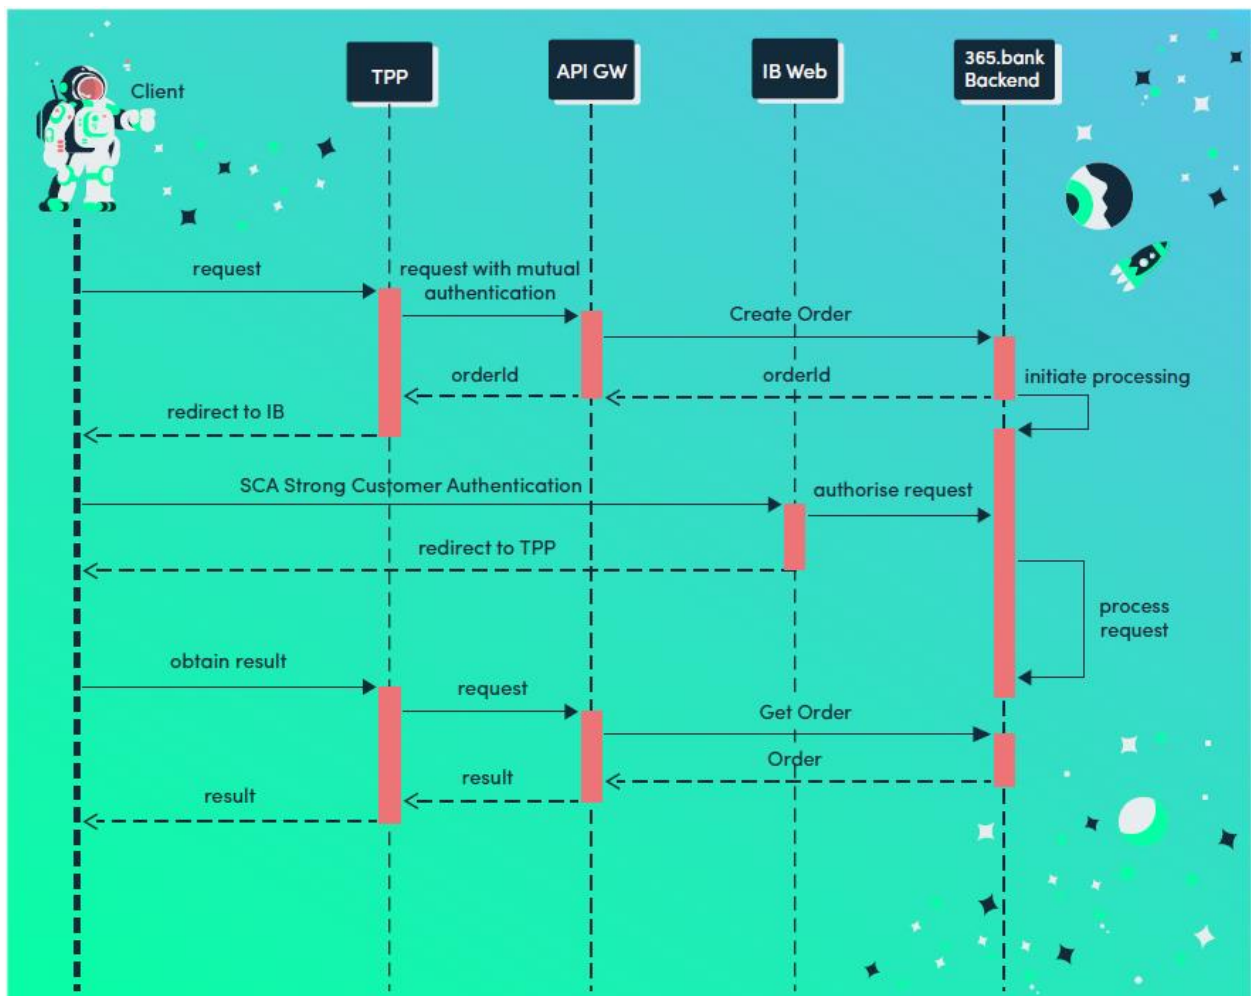 Client
TPP
API GW
IB Web
365.bank
Backend
request
request with mutual
authentication
Create Order
orderId
orderId
initiate processing
redirect to IB
SCA Strong Customer Authentication
authorise request
redirect to TPP
process
request
obtain result
request
Get Order
Order
result
result